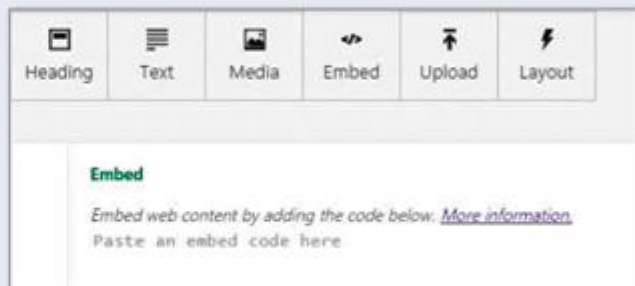 Heading Text Media Embed Upload Layout
Embed
Embed web content by adding the code below. More information.
Paste an embed code here